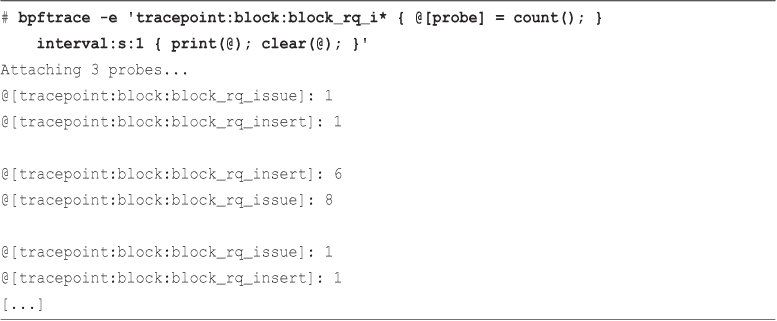 # bpftrace -e 'tracepoint:block:block_rq_i* { @[probe] = count(); }
    interval:s:1 { print(@); clear(@); }'
Attaching 3 probes...
@[tracepoint:block:block_rq_issue]: 1
@[tracepoint:block:block_rq_insert]: 1

@[tracepoint:block:block_rq_insert]: 6
@[tracepoint:block:block_rq_issue]: 8

@[tracepoint:block:block_rq_issue]: 1
@[tracepoint:block:block_rq_insert]: 1
[...]